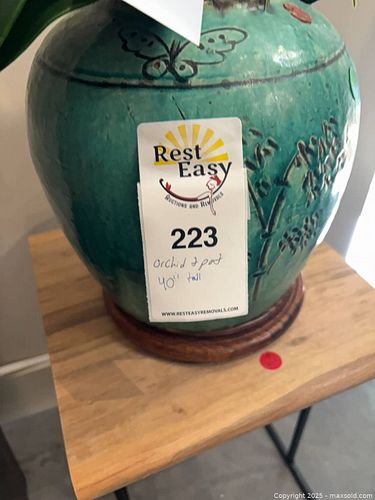 Rest
Easy
AUCTIONS AND REMOVALS
223
orchid & pot
40" tall
WWW.RESTEASYREMOVALS.COM
Copyright 2025 - maxsold.com